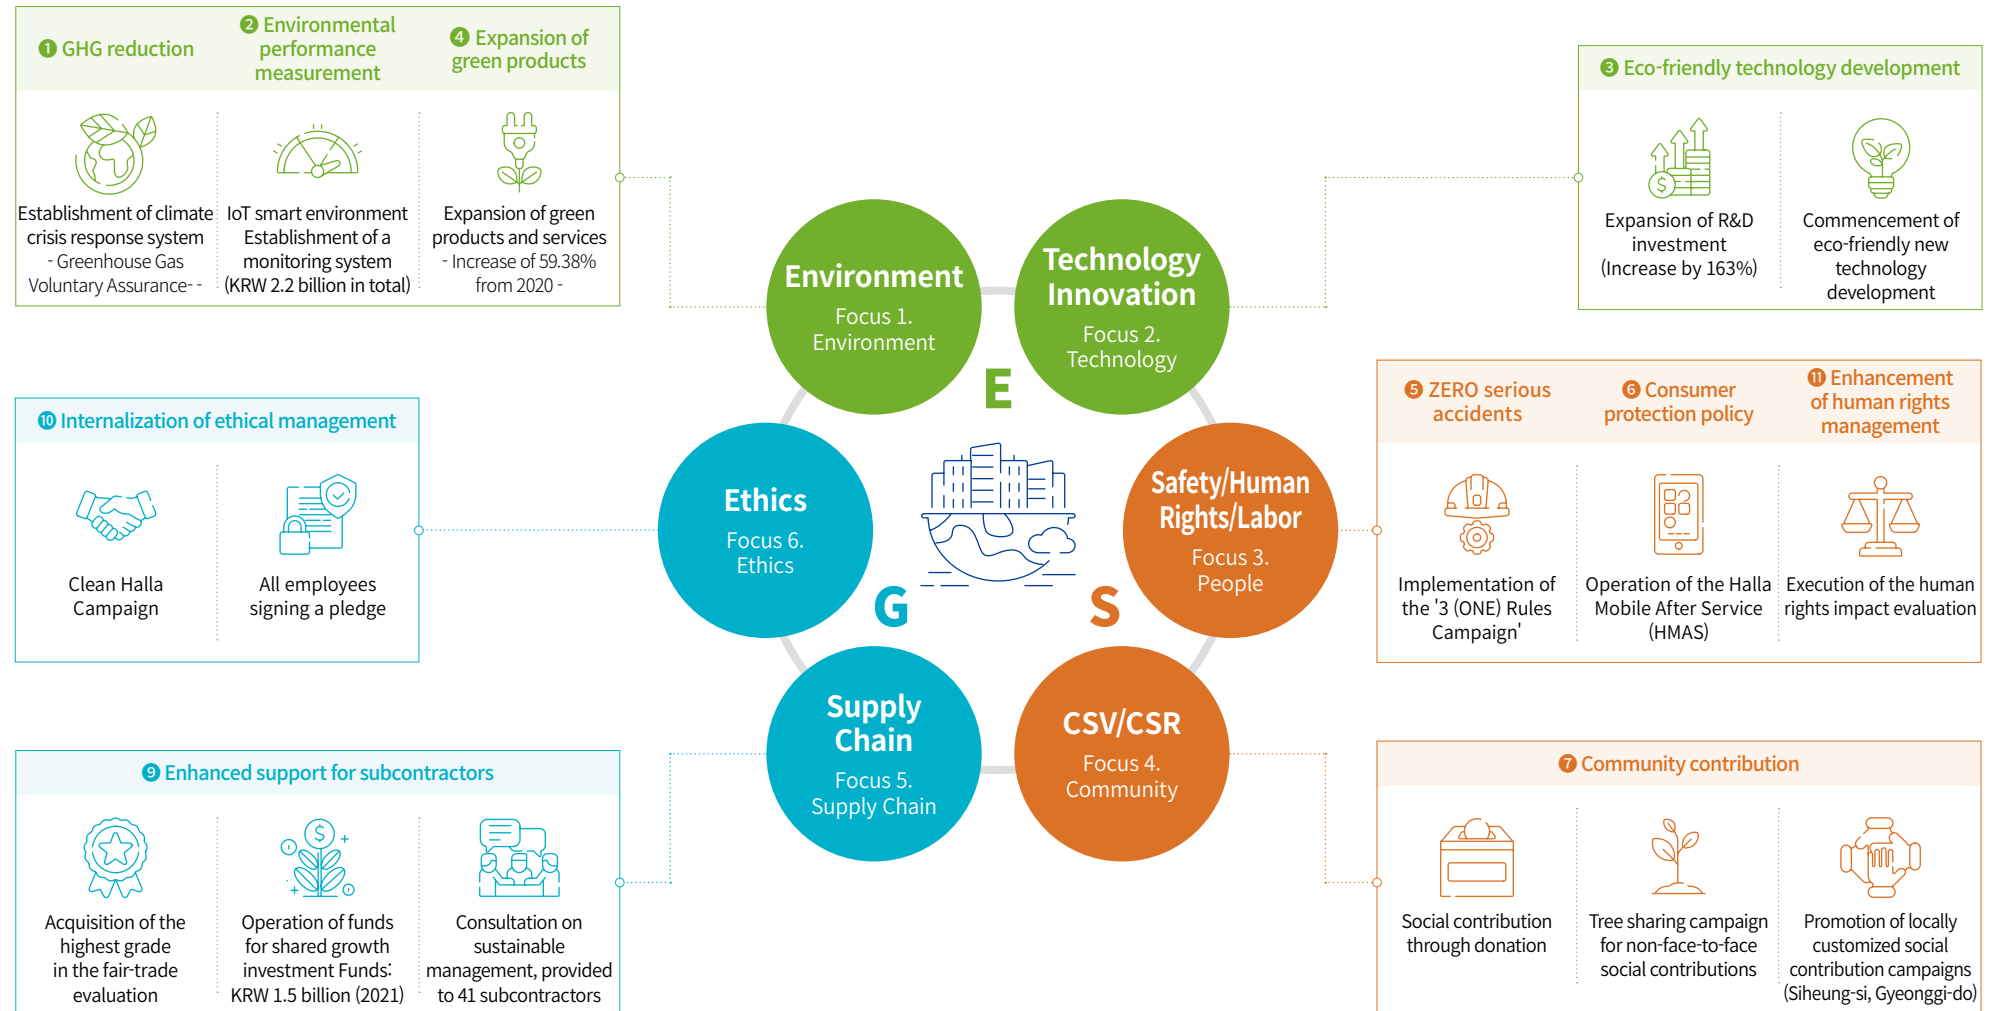 ❶ GHG reduction
❷ Environmental
performance
measurement
❹ Expansion of
green products
Establishment of climate
crisis response system
- Greenhouse Gas
Voluntary Assurance- -
IoT smart environment
Establishment of a
monitoring system
(KRW 2.2 billion in total)
Expansion of green
products and services
- Increase of 59.38%
from 2020 -
❸ Eco-friendly technology development
Expansion of R&D
investment
(Increase by 163%)
Commencement of
eco-friendly new
technology
development
Environment
Focus 1.
Environment
Technology
Innovation
Focus 2.
Technology
E
❿ Internalization of ethical management
Clean Halla
Campaign
All employees
signing a pledge
Ethics
Focus 6.
Ethics
G
S
Safety/Human
Rights/Labor
Focus 3.
People
❺ ZERO serious
accidents
❻ Consumer
protection policy
⓫ Enhancement
of human rights
management
Implementation of
the '3 (ONE) Rules
Campaign'
Operation of the Halla
Mobile After Service
(HMAS)
Execution of the human
rights impact evaluation
Supply
Chain
Focus 5.
Supply Chain
CSV/CSR
Focus 4.
Community
❾ Enhanced support for subcontractors
Acquisition of the
highest grade
in the fair-trade
evaluation
Operation of funds
for shared growth
investment Funds:
KRW 1.5 billion (2021)
Consultation on
sustainable
management, provided
to 41 subcontractors
❼ Community contribution
Social contribution
through donation
Tree sharing campaign
for non-face-to-face
social contributions
Promotion of locally
customized social
contribution campaigns
(Siheung-si, Gyeonggi-do)